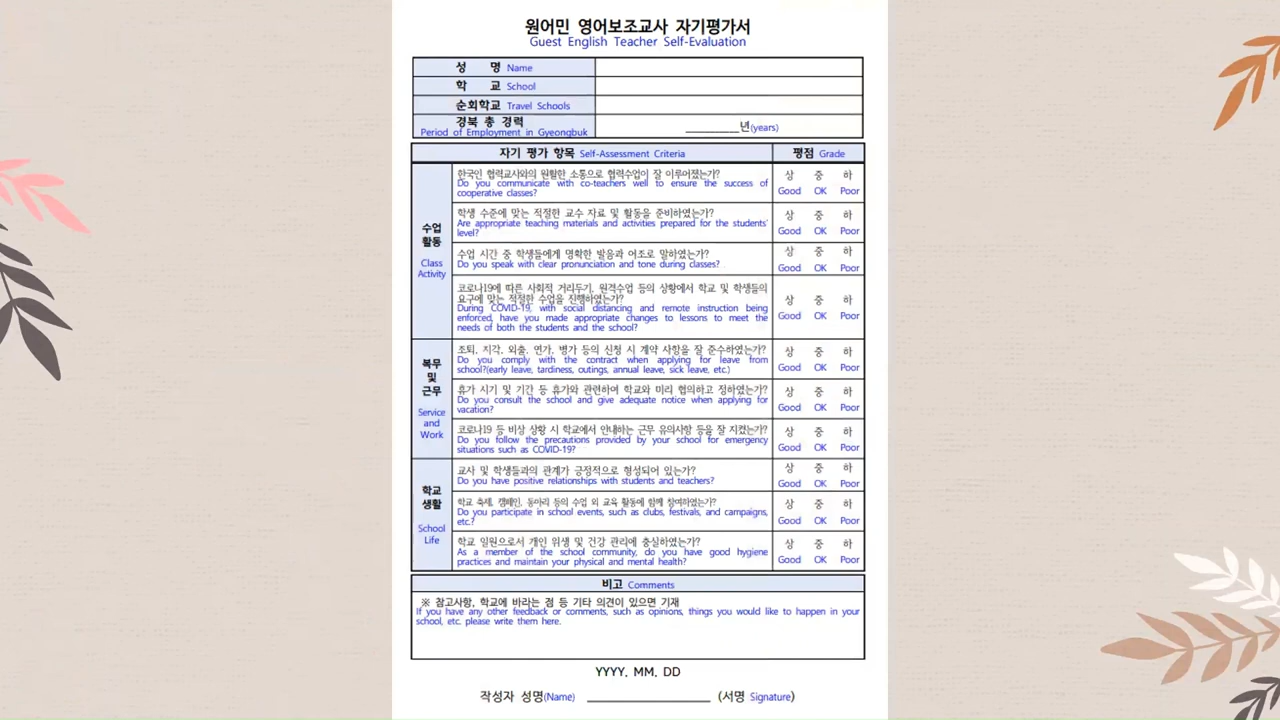 원어민 영어보조교사 자기평가서
Guest English Teacher Self-Evaluation
성 명 Name
학 교 School
순회학교 Travel Schools
경북 총 경력
Period of Employment in Gyeongbuk
__________년(years)
자기 평가 항목 Self-Assessment Criteria 평점 Grade
수업
활동
Class
Activity
한국인 협력교사와의 원활한 소통으로 협력수업이 잘 이루어졌는가?
Do you communicate with co-teachers well to ensure the success of
cooperative classes?
상 중 하
Good OK Poor
학생 수준에 맞는 적절한 교수 자료 및 활동을 준비하였는가?
Are appropriate teaching materials and activities prepared for the students'
level?
상 중 하
Good OK Poor
수업 시간 중 학생들에게 명확한 발음과 어조로 말하였는가?
Do you speak with clear pronunciation and tone during classes?
상 중 하
Good OK Poor
코로나19에 따른 사회적 거리두기, 원격수업 등의 상황에서 학교 및 학생들의
요구에 맞는 적정한 수업을 진행하였는가?
During COVID-19, with social distancing and remote instruction being
enforced, have you made appropriate changes to lessons to meet the
needs of both the students and the school?
상 중 하
Good OK Poor
복무
및
근무
Service
and
Work
조퇴, 지각, 외출, 연가, 병가 등의 신청 시 계약 사항을 잘 준수하였는가?
Do you comply with the contract when applying for leave from
school?(early leave, tardiness, outings, annual leave, sick leave, etc.)
상 중 하
Good OK Poor
휴가 시기 및 기간 등 휴가와 관련하여 학교와 미리 협의하고 정하였는가?
Do you consult the school and give adequate notice when applying for
vacation?
상 중 하
Good OK Poor
코로나19 등 비상 상황 시 학교에서 안내하는 근무 유의사항 등을 잘 지켰는가?
Do you follow the precautions provided by your school for emergency
situations such as COVID-19?
상 중 하
Good OK Poor
학교
생활
School
Life
교사 및 학생들과의 관계가 긍정적으로 형성되어 있는가?
Do you have positive relationships with students and teachers?
상 중 하
Good OK Poor
학교 축제, 캠페인, 동아리 등의 수업 외 교육 활동에 함께 참여하였는가?
Do you participate in school events, such as clubs, festivals, and campaigns,
etc.?
상 중 하
Good OK Poor
학교 일원으로서 개인 위생 및 건강 관리에 충실하였는가?
As a member of the school community, do you have good hygiene
practices and maintain your physical and mental health?
상 중 하
Good OK Poor
비고 Comments
※ 참고사항, 학교에 바라는 점 등 기타 의견이 있으면 기재
If you have any other feedback or comments, such as opinions, things you would like to happen in your
school, etc. please write them here.
YYYY. MM. DD
작성자 성명(Name) ______________ (서명 Signature)